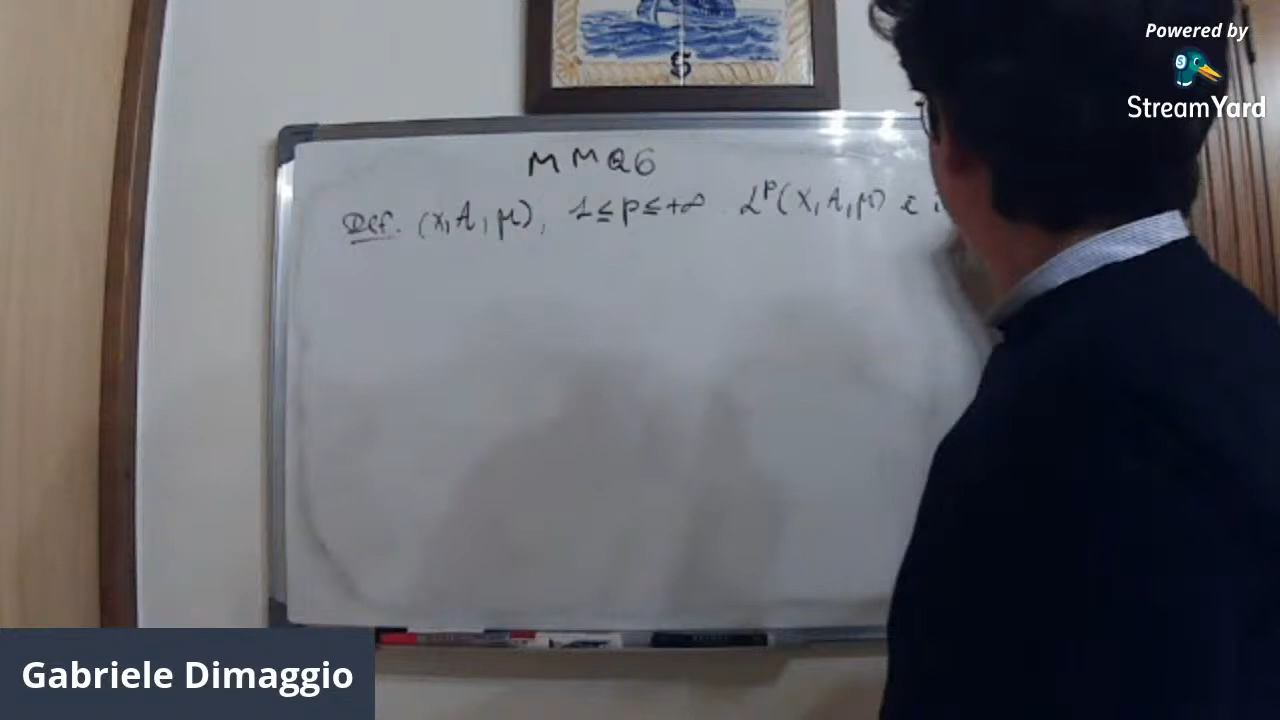 Powered by
StreamYard
S
MMQ6
Def. (X, A, μ), 1 ≤ p ≤ +∞. L^p(X, A, μ) è i
Gabriele Dimaggio